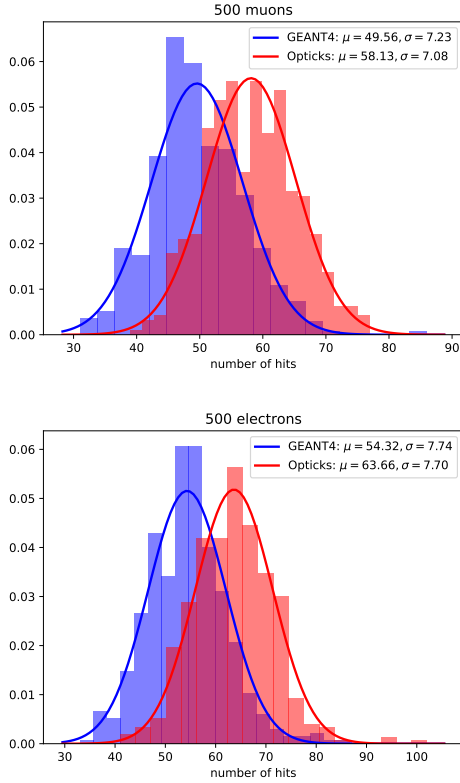 500 muons
GEANT4: μ = 49.56, σ = 7.23
Opticks: μ = 58.13, σ = 7.08
0.06
0.05
0.04
0.03
0.02
0.01
0.00
30 40 50 60 70 80 90
number of hits
500 electrons
GEANT4: μ = 54.32, σ = 7.74
Opticks: μ = 63.66, σ = 7.70
0.06
0.05
0.04
0.03
0.02
0.01
0.00
30 40 50 60 70 80 90 100
number of hits